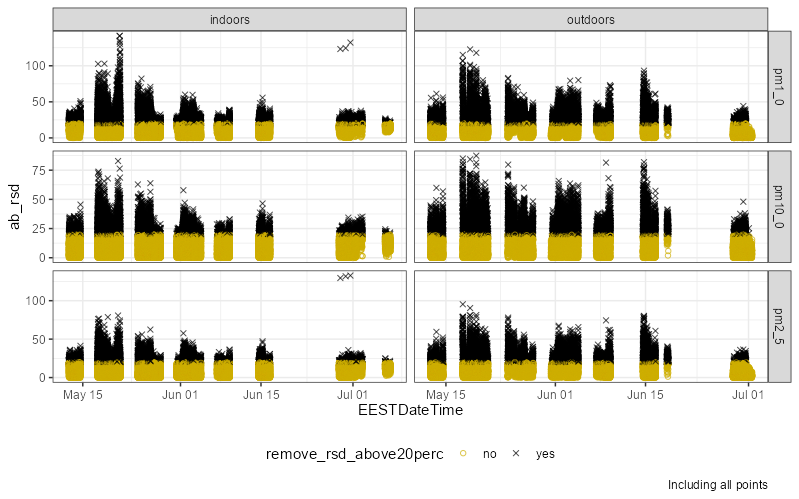 indoors outdoors
100
50
0
pm1_0
75
50
25
0
pm10_0
100
50
0
pm2_5
ab_rsd
May 15 Jun 01 Jun 15 Jul 01 May 15 Jun 01 Jun 15 Jul 01
EESTDateTime
remove_rsd_above20perc no yes
Including all points